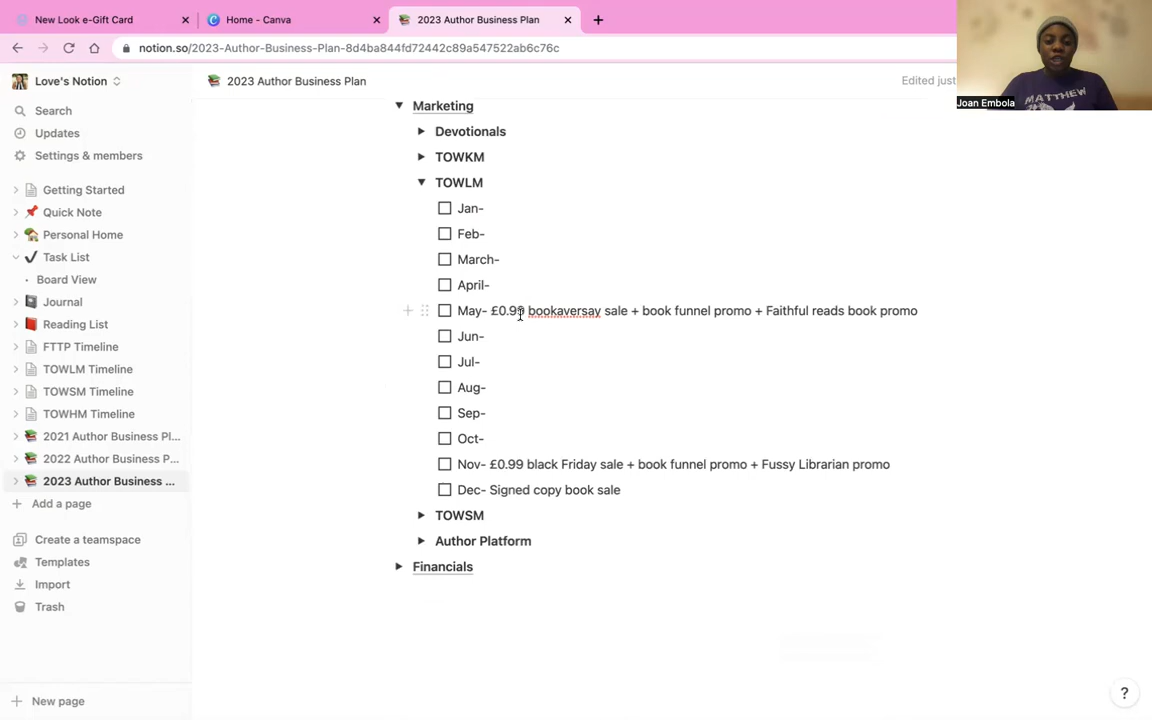 New Look e-Gift Card
Home - Canva
2023 Author Business Plan
notion.so/2023-Author-Business-Plan-8d4ba844fd72442c89a547522ab6c76c
Love's Notion
2023 Author Business Plan
Edited just
MATTHEW
Joan Embola
Search
Updates
Settings & members
Getting Started
Quick Note
Personal Home
Task List
Board View
Journal
Reading List
FTTP Timeline
TOWLM Timeline
TOWSM Timeline
TOWHM Timeline
2021 Author Business Pl...
2022 Author Business P...
2023 Author Business ...
Add a page
Create a teamspace
Templates
Import
Trash
New page
Marketing
Devotionals
TOWKM
TOWLM
Jan-
Feb-
March-
April-
May- £0.99 bookaversay sale + book funnel promo + Faithful reads book promo
Jun-
Jul-
Aug-
Sep-
Oct-
Nov- £0.99 black Friday sale + book funnel promo + Fussy Librarian promo
Dec- Signed copy book sale
TOWSM
Author Platform
Financials
?